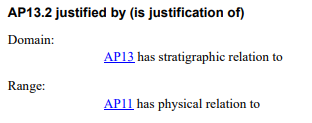 AP13.2 justified by (is justification of)
Domain:
AP13 has stratigraphic relation to
Range:
AP11 has physical relation to